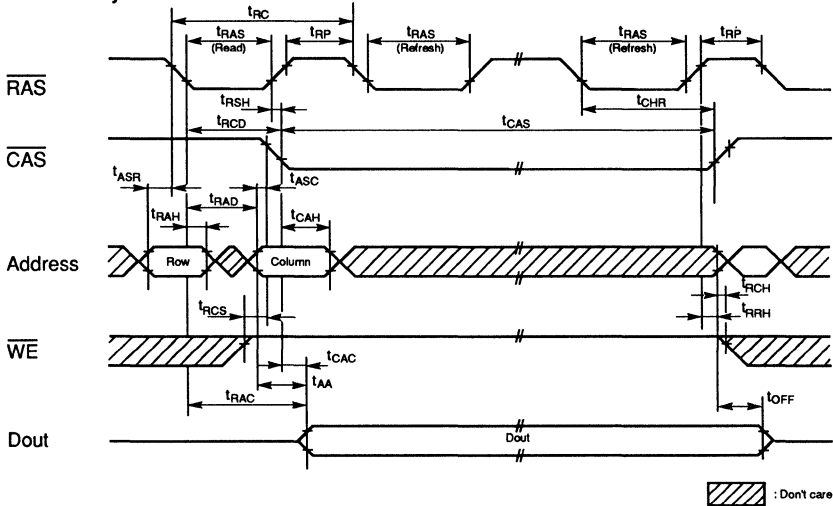 tRC
tRAS (Read)
tRP
tRAS (Refresh)
tRAS (Refresh)
tRP
RAS
tRSH
tCHR
tRCD
tCAS
CAS
tASR
tASC
tRAD
tRAH
tCAH
Address
Row
Column
tRCH
tRCS
tRRH
WE
tCAC
tAA
tRAC
tOFF
Dout
Dout
: Don't care